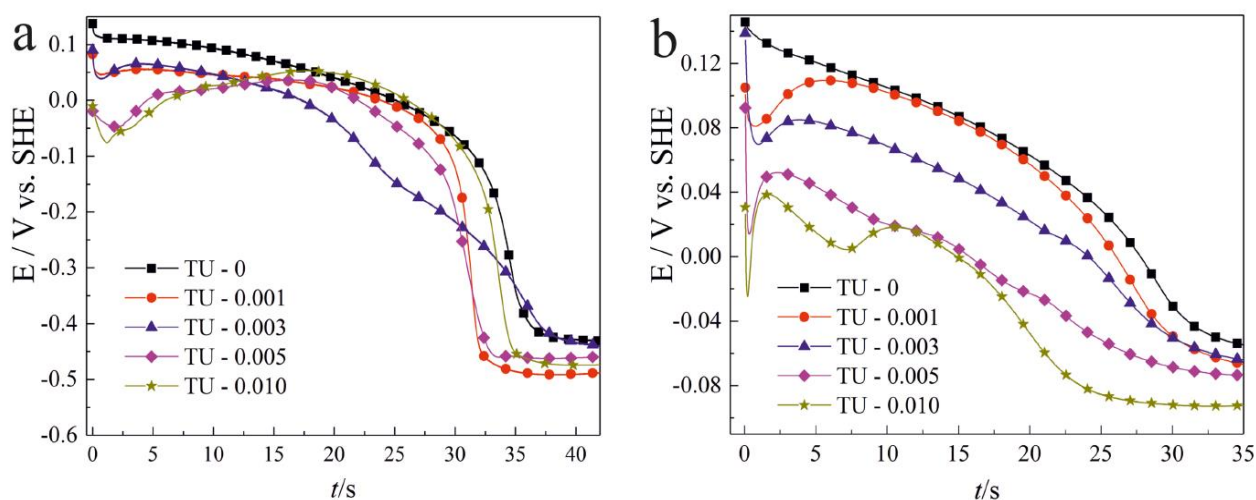 a
E / V vs. SHE
0.1
0.0
-0.1
-0.2
-0.3
-0.4
-0.5
-0.6
TU - 0
TU - 0.001
TU - 0.003
TU - 0.005
TU - 0.010
0 5 10 15 20 25 30 35 40
t/s
b
E / V vs. SHE
0.12
0.08
0.04
0.00
-0.04
-0.08
TU - 0
TU - 0.001
TU - 0.003
TU - 0.005
TU - 0.010
0 5 10 15 20 25 30 35
t/s